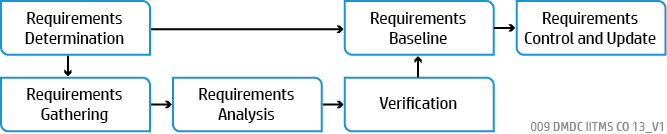 Requirements
Determination
Requirements
Baseline
Requirements
Control and Update
Requirements
Gathering
Requirements
Analysis
Verification
009 DMDC IITMS CO 13_V1